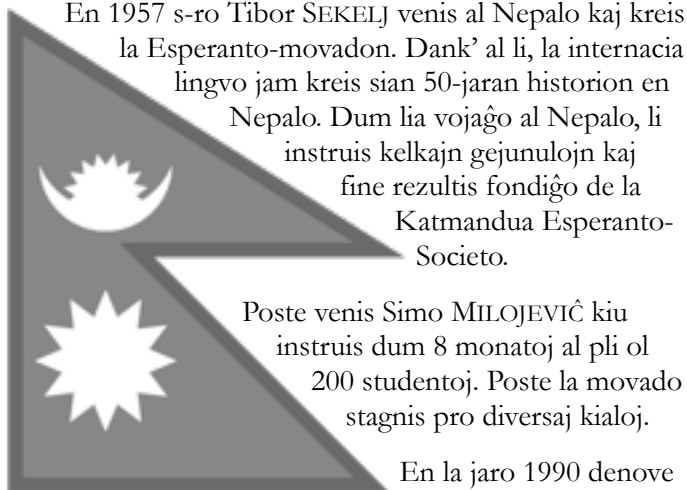 En 1957 s-ro Tibor SEKELJ venis al Nepalo kaj kreis
la Esperanto-movadon. Dank’ al li, la internacia
lingvo jam kreis sian 50-jaran historion en
Nepalo. Dum lia vojaĝo al Nepalo, li
instruis kelkajn gejunulojn kaj
fine rezultis fondiĝo de la
Katmandua Esperanto-
Societo.
Poste venis Simo MILOJEVIĈ kiu
instruis dum 8 monatoj al pli ol
200 studentoj. Poste la movado
stagnis pro diversaj kialoj.
En la jaro 1990 denove